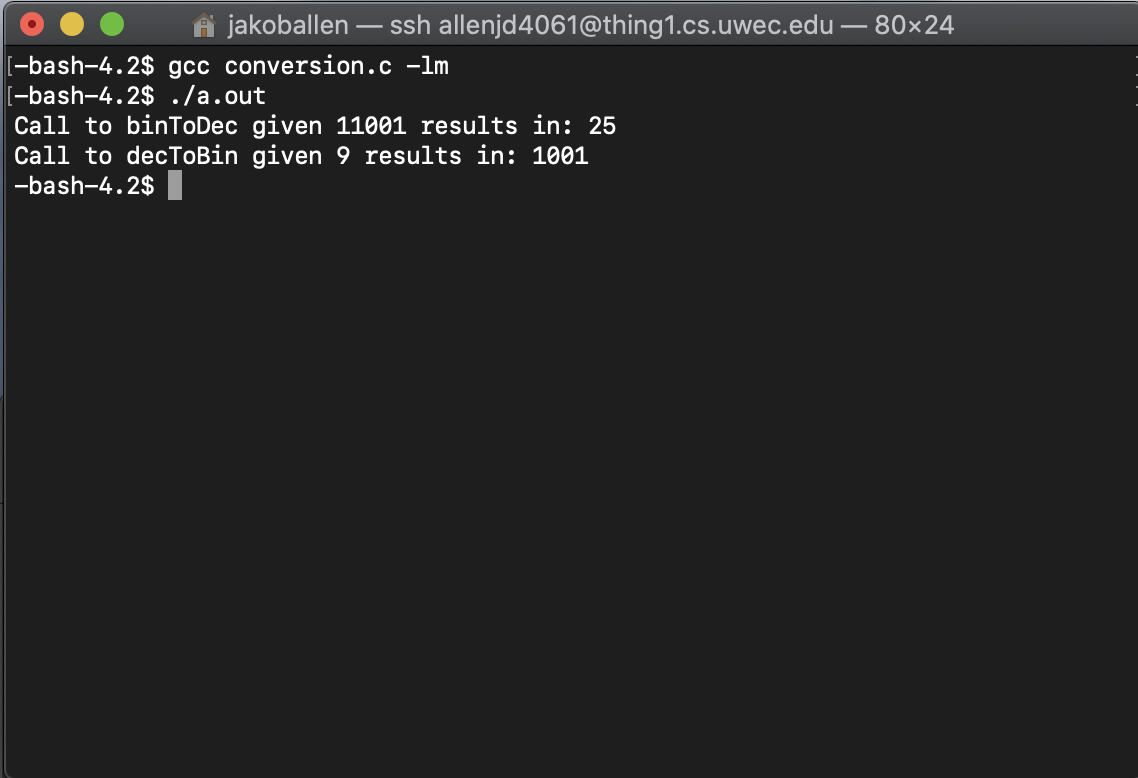 jakoballen — ssh allenjd4061@thing1.cs.uwec.edu — 80×24
[-bash-4.2$ gcc conversion.c -lm
[-bash-4.2$ ./a.out
Call to binToDec given 11001 results in: 25
Call to decToBin given 9 results in: 1001
-bash-4.2$